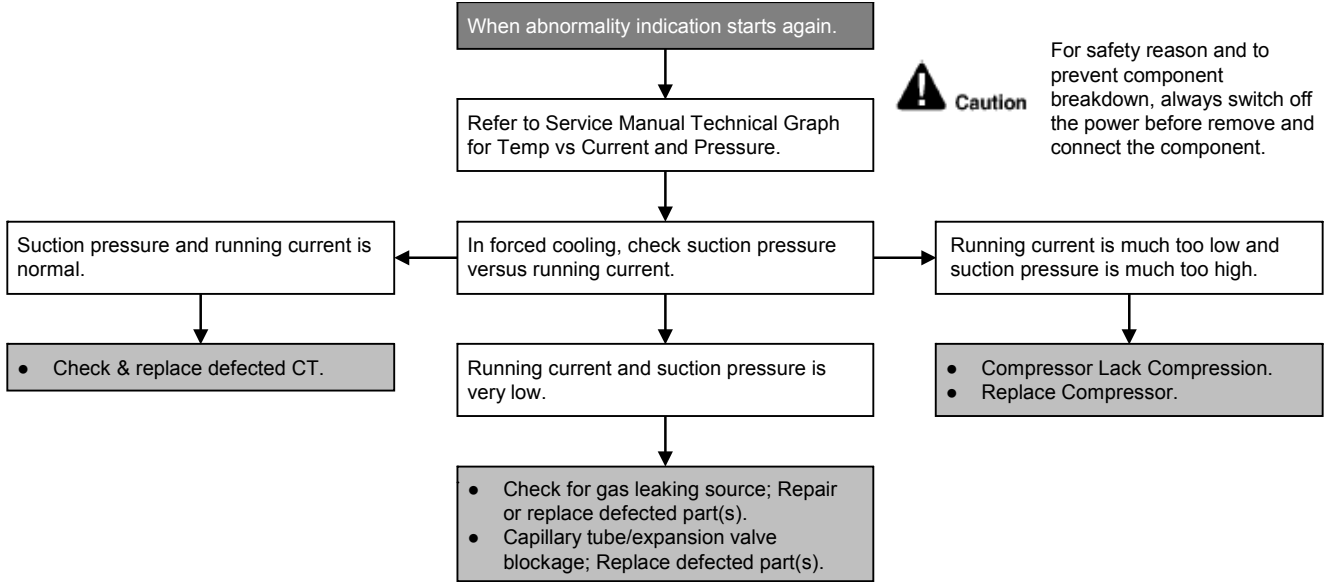 When abnormality indication starts again.
Caution
For safety reason and to
prevent component
breakdown, always switch off
the power before remove and
connect the component.
Refer to Service Manual Technical Graph
for Temp vs Current and Pressure.
Suction pressure and running current is
normal.
In forced cooling, check suction pressure
versus running current.
Running current is much too low and
suction pressure is much too high.
● Check & replace defected CT.
Running current and suction pressure is
very low.
● Compressor Lack Compression.
● Replace Compressor.
● Check for gas leaking source; Repair
or replace defected part(s).
● Capillary tube/expansion valve
blockage; Replace defected part(s).